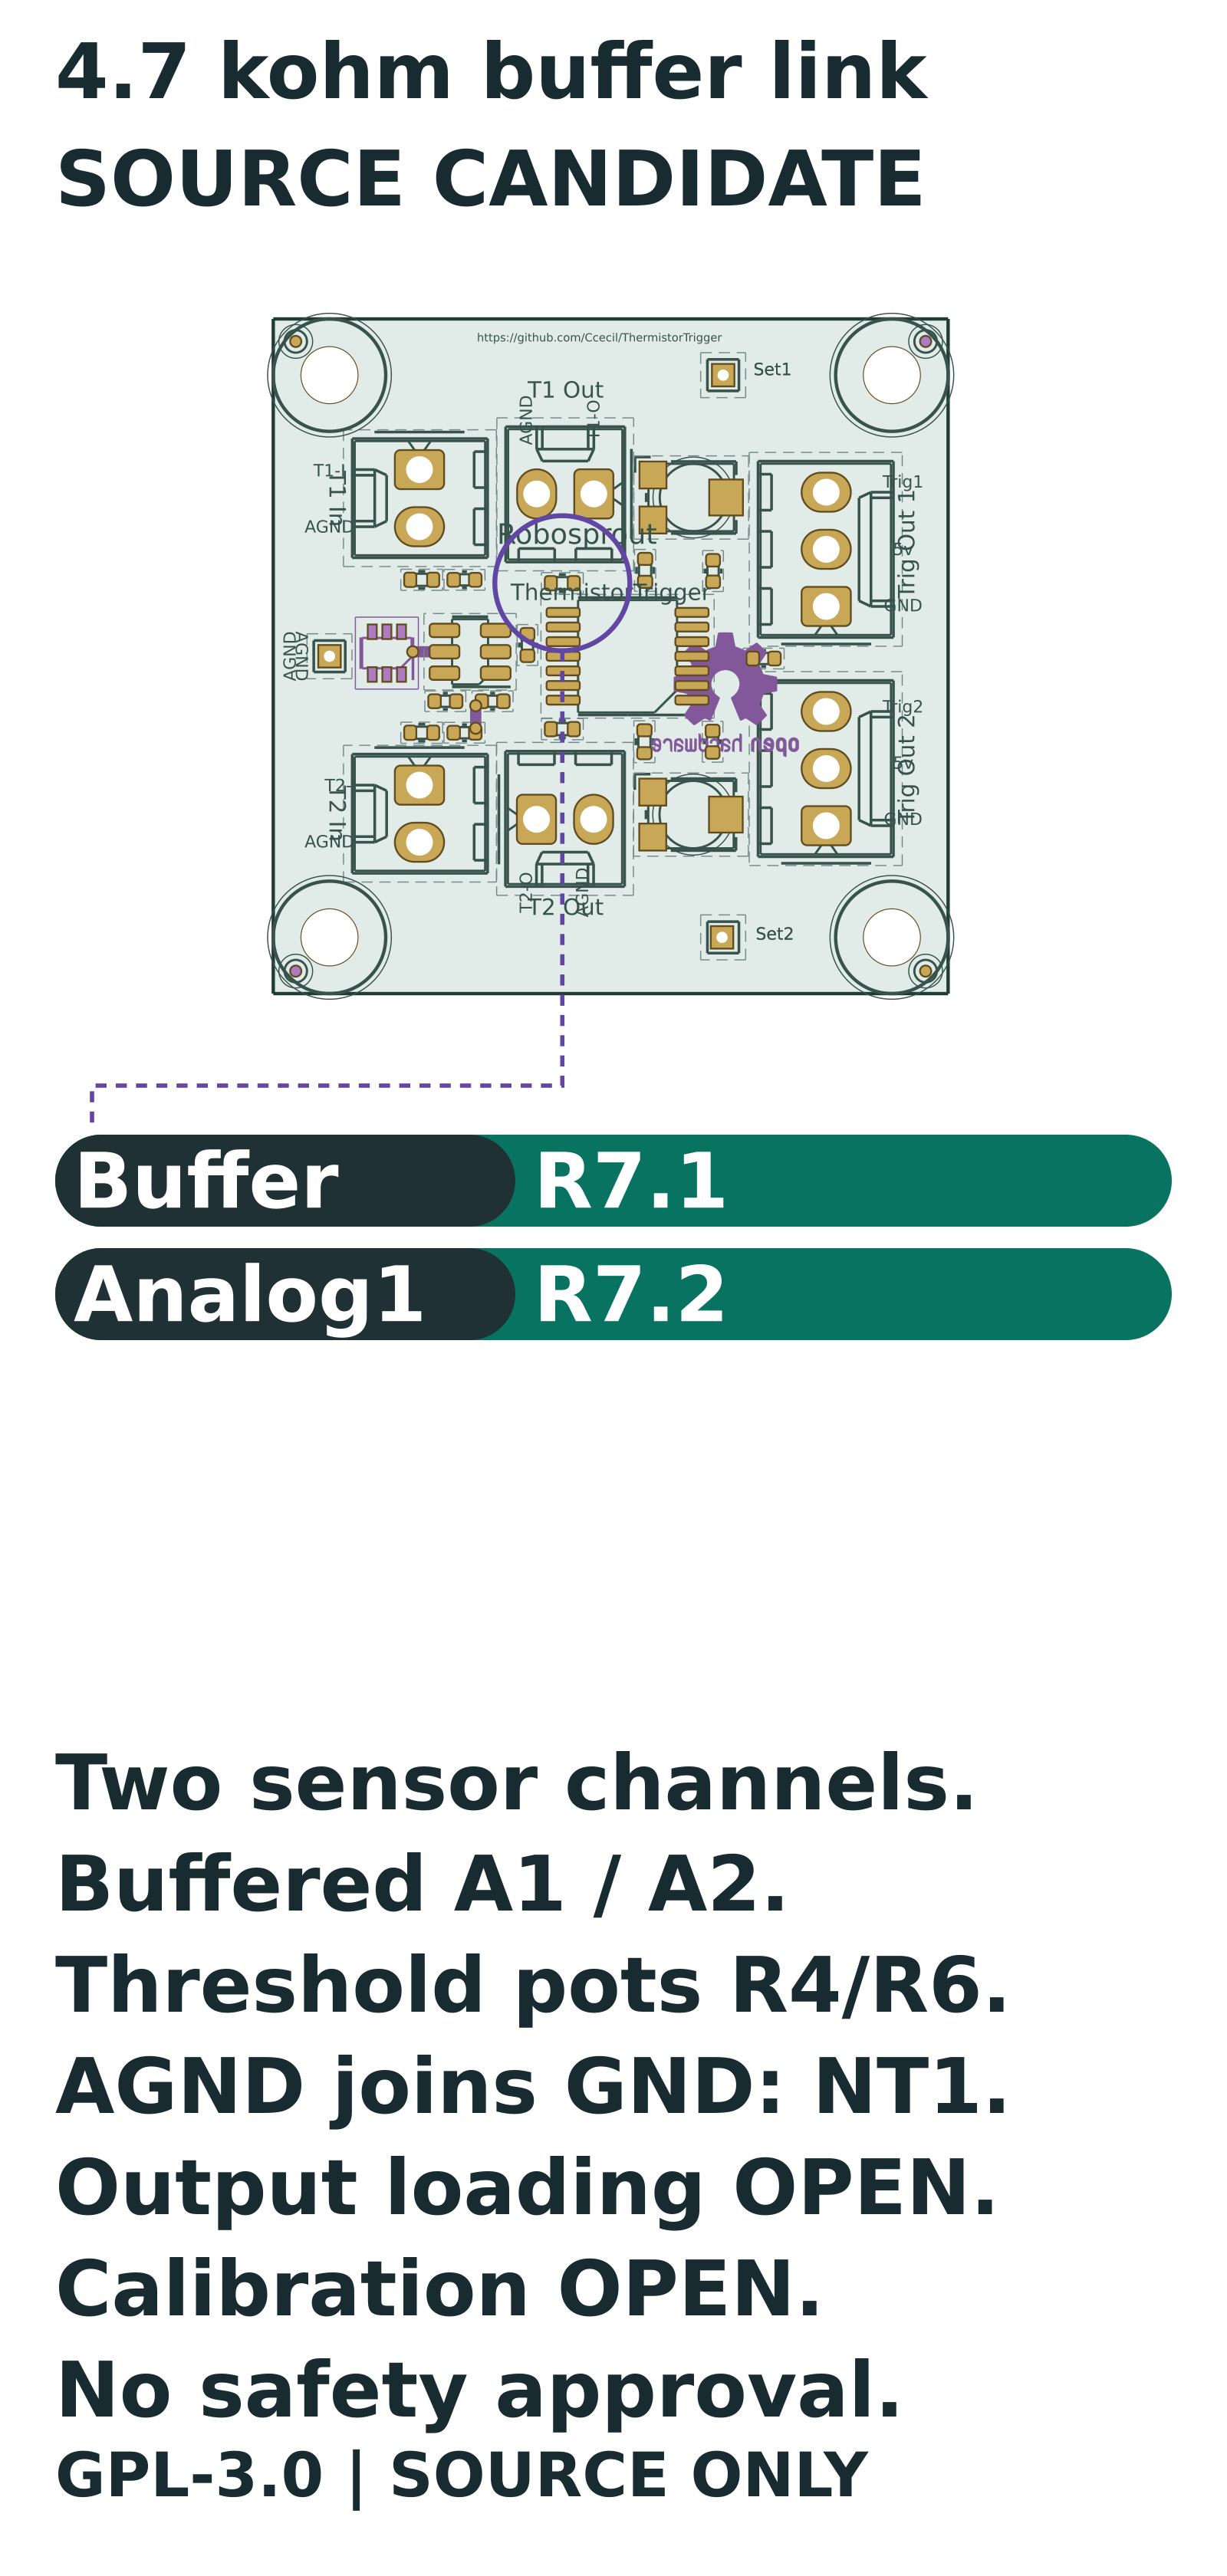 4.7 kohm buffer link
SOURCE CANDIDATE
https://github.com/Ccecil/ThermistorTrigger
Set1
T1 Out
AGND
T1-O
T1-I
T1 In
AGND
Robosprout
ThermistorTrigger
Trig1
Trig Out 1
GND
AGND
AGND
open hardware
Trig2
Trig Out 2
GND
T2 In
AGND
T2-O
AGND
T2 Out
Set2
Buffer R7.1
Analog1 R7.2
Two sensor channels.
Buffered A1 / A2.
Threshold pots R4/R6.
AGND joins GND: NT1.
Output loading OPEN.
Calibration OPEN.
No safety approval.
GPL-3.0 | SOURCE ONLY